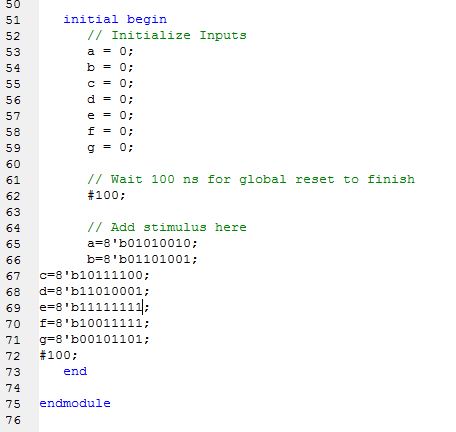 50
51 initial begin
52 // Initialize Inputs
53 a = 0;
54 b = 0;
55 c = 0;
56 d = 0;
57 e = 0;
58 f = 0;
59 g = 0;
60
61 // Wait 100 ns for global reset to finish
62 #100;
63
64 // Add stimulus here
65 a=8'b01010010;
66 b=8'b01101001;
67 c=8'b10111100;
68 d=8'b11010001;
69 e=8'b11111111;
70 f=8'b10011111;
71 g=8'b00101101;
72 #100;
73 end
74
75 endmodule
76